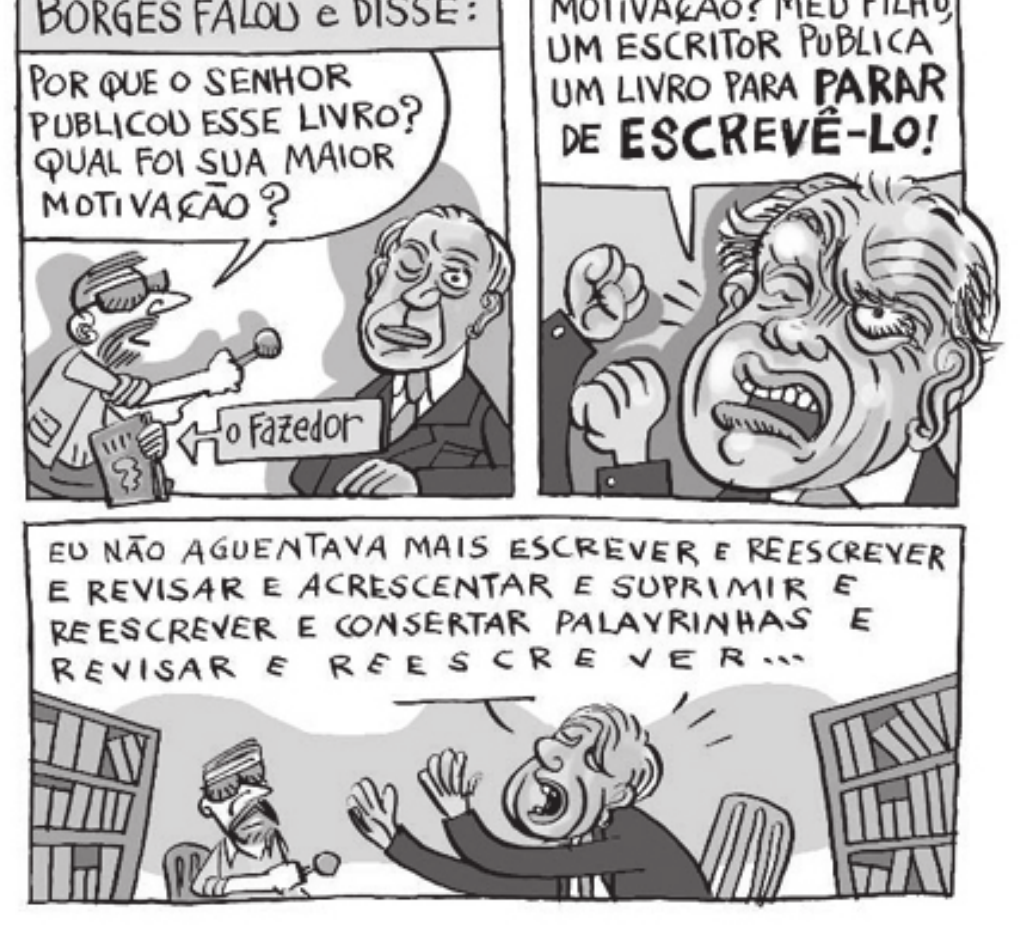 BORGES FALOU e DISSE:
POR QUE O SENHOR
PUBLICOU ESSE LIVRO?
QUAL FOI SUA MAIOR
MOTIVAÇÃO?
O Fazedor
MOTIVAÇÃO? MEU FILHO,
UM ESCRITOR PUBLICA
UM LIVRO PARA PARAR
DE ESCREVÊ-LO!
EU NÃO AGUENTAVA MAIS ESCREVER E REESCREVER
E REVISAR E ACRESCENTAR E SUPRIMIR E
REESCREVER E CONSERTAR PALAVRINHAS E
REVISAR E REESCREVER...